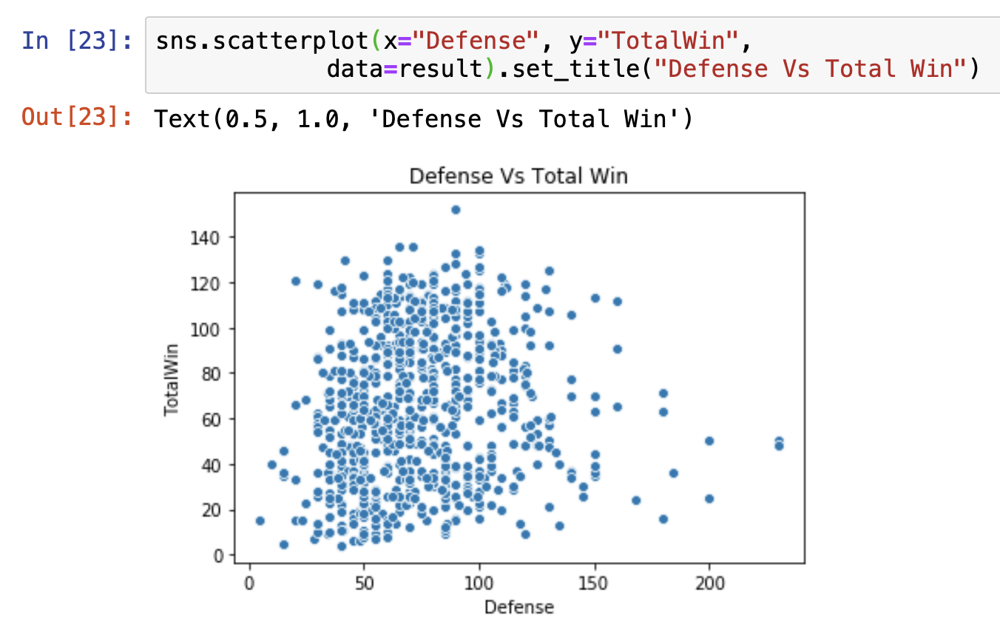 In [23]: sns.scatterplot(x="Defense", y="TotalWin",
data=result).set_title("Defense Vs Total Win")
Out[23]: Text(0.5, 1.0, 'Defense Vs Total Win')
Defense Vs Total Win
140
120
100
80
60
40
20
0
TotalWin
0 50 100 150 200
Defense